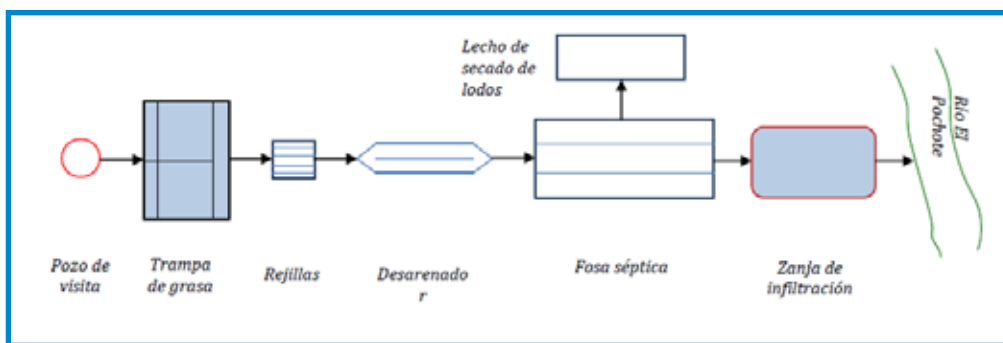 Lecho de
secado de
lodos
Río El
Pochote
Pozo de
visita
Trampa
de grasa
Rejillas
Desarenado
r
Fosa séptica
Zanja de
infiltración